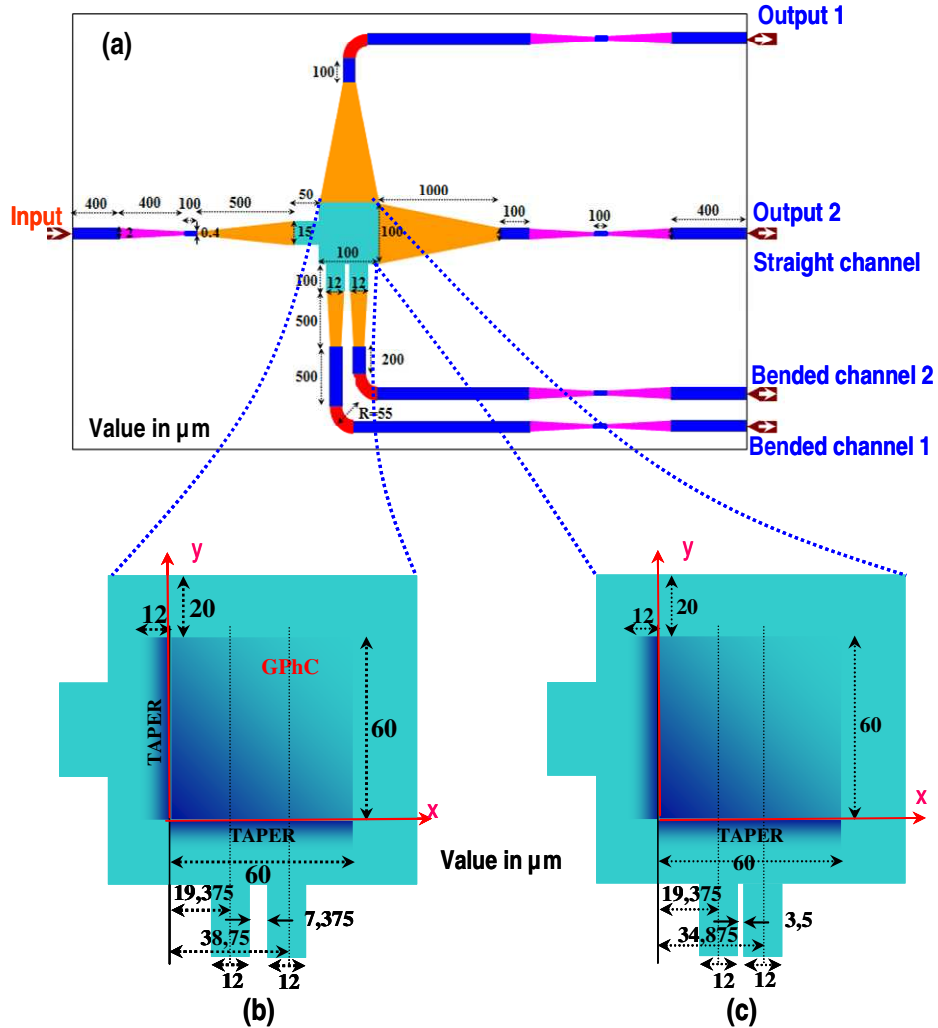 (a)
Output 1
100
1000
50
400
400
100
500
100
100
400
Input
2
0.4
15
100
Output 2
100
Straight channel
100
12
12
500
200
500
Bended channel 2
R=55
Value in µm
Bended channel 1
y
12
20
GPhC
TAPER
60
x
TAPER
60
19,375
7,375
38,75
12
12
(b)
Value in µm
y
12
20
TAPER
60
x
TAPER
60
19,375
3,5
34,875
12
12
(c)